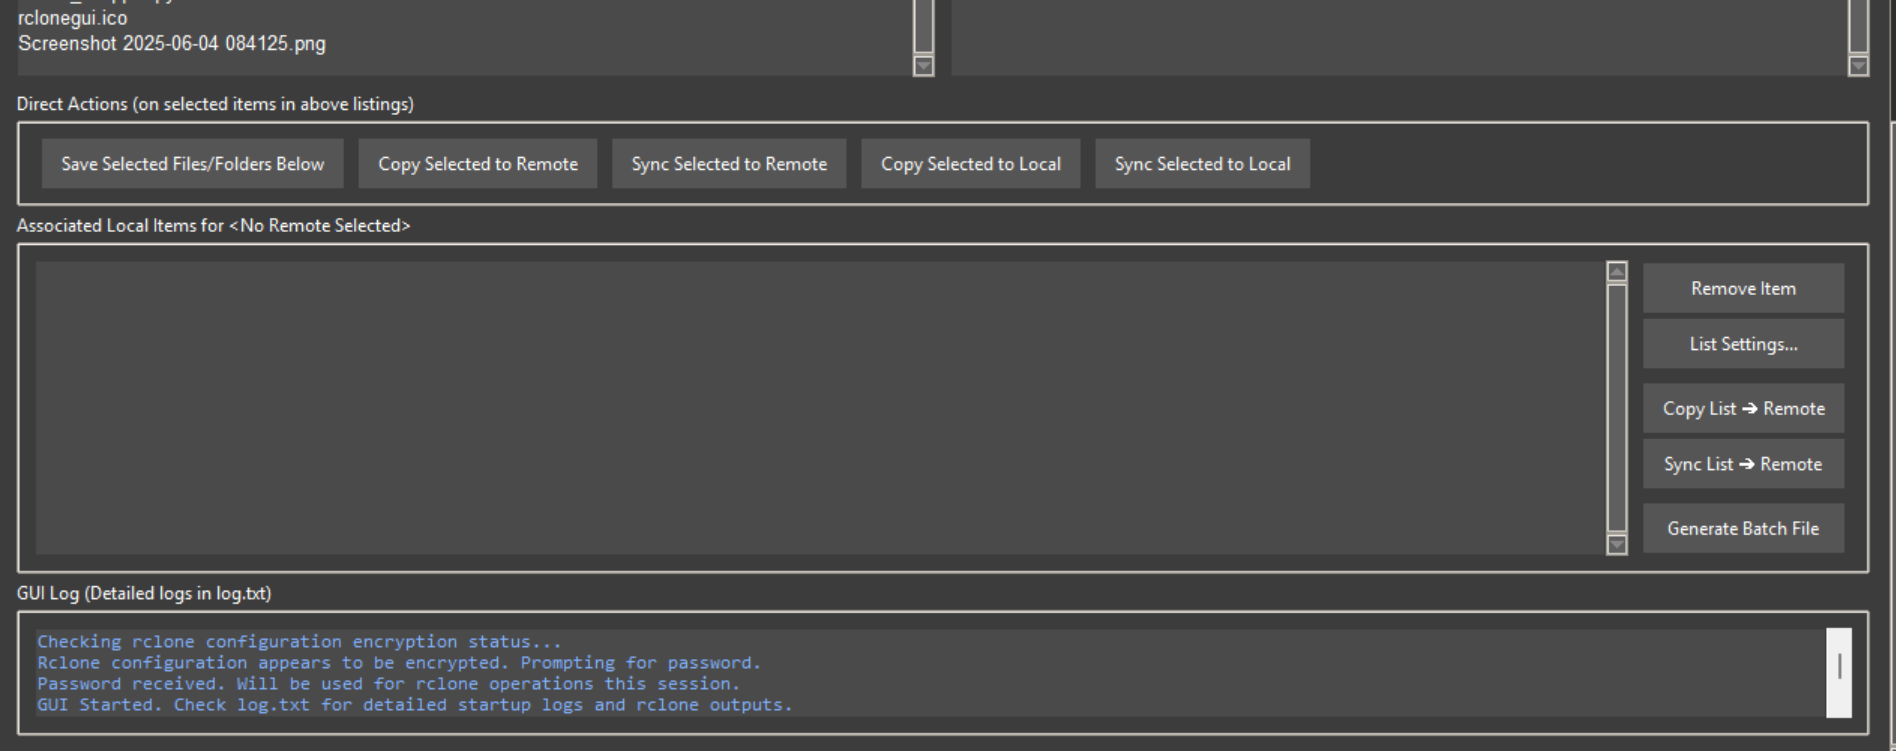 rclonegui.ico
Screenshot 2025-06-04 084125.png
Direct Actions (on selected items in above listings)
Save Selected Files/Folders Below
Copy Selected to Remote
Sync Selected to Remote
Copy Selected to Local
Sync Selected to Local
Associated Local Items for <No Remote Selected>
Remove Item
List Settings...
Copy List ➔ Remote
Sync List ➔ Remote
Generate Batch File
GUI Log (Detailed logs in log.txt)
Checking rclone configuration encryption status...
Rclone configuration appears to be encrypted. Prompting for password.
Password received. Will be used for rclone operations this session.
GUI Started. Check log.txt for detailed startup logs and rclone outputs.